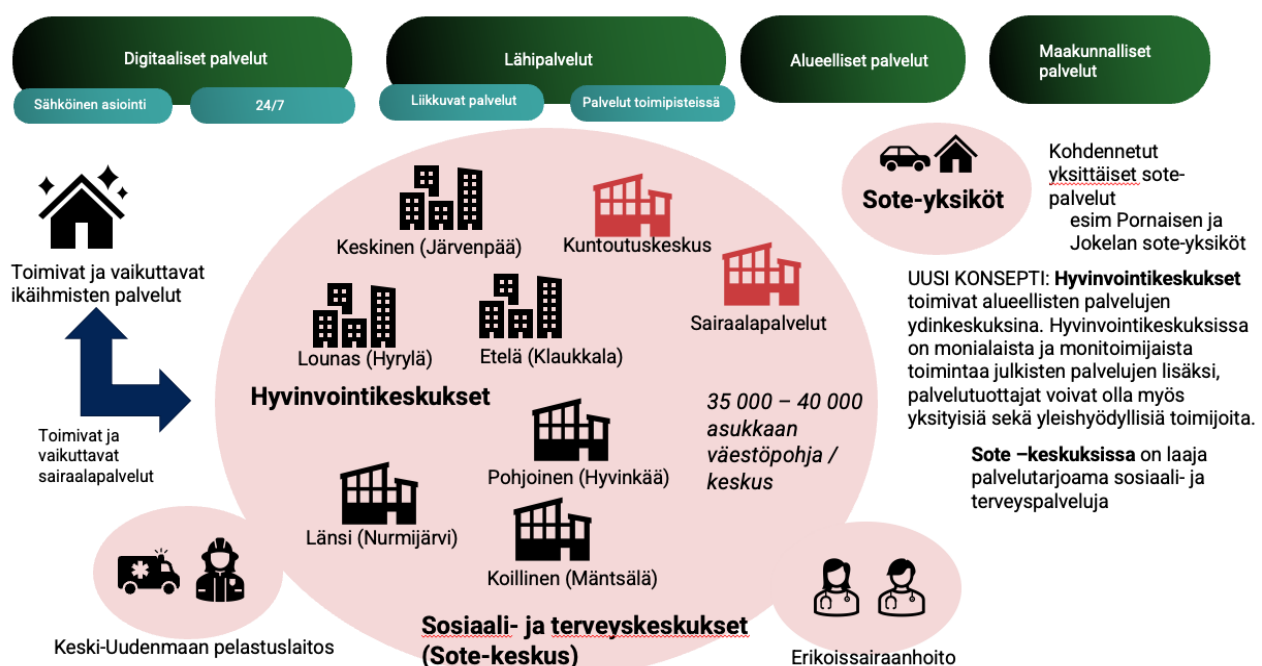 Digitaaliset palvelut
Sähköinen asiointi
24/7
Lähipalvelut
Liikkuvat palvelut
Palvelut toimipisteissä
Alueelliset palvelut
Maakunnalliset
palvelut
Toimivat ja vaikuttavat
ikäihmisten palvelut
Toimivat ja
vaikuttavat
sairaalapalvelut
Keskinen (Järvenpää)
Kuntoutuskeskus
Sairaalapalvelut
Lounas (Hyrylä)
Etelä (Klaukkala)
Hyvinvointikeskukset
35 000 – 40 000
asukkaan
väestöpohja /
keskus
Pohjoinen (Hyvinkää)
Länsi (Nurmijärvi)
Koillinen (Mäntsälä)
Sosiaali- ja terveyskeskukset
(Sote-keskus)
Keski-Uudenmaan pelastuslaitos
Erikoissairaanhoito
Sote-yksiköt
Kohdennetut
yksittäiset sote-
palvelut
esim Pornaisen ja
Jokelan sote-yksiköt
UUSI KONSEPTI: Hyvinvointikeskukset
toimivat alueellisten palvelujen
ydinkeskuksina. Hyvinvointikeskuksissa
on monialaista ja monitoimijaista
toimintaa julkisten palvelujen lisäksi,
palvelutuottajat voivat olla myös
yksityisiä sekä yleishyödyllisiä toimijoita.
Sote –keskuksissa on laaja
palvelutarjoama sosiaali- ja
terveyspalveluja